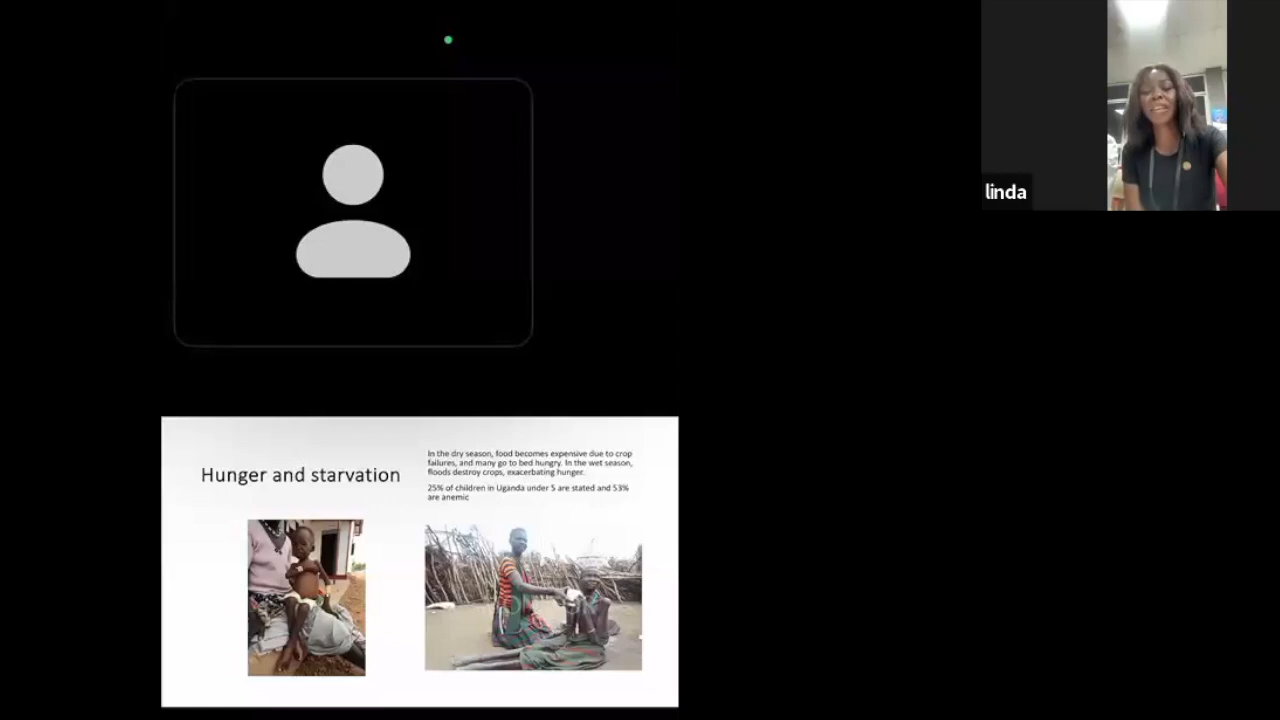 linda
Hunger and starvation
In the dry season, food becomes expensive due to crop
failures, and many go to bed hungry. In the wet season,
floods destroy crops, exacerbating hunger.
25% of children in Uganda under 5 are stated and 53%
are anemic